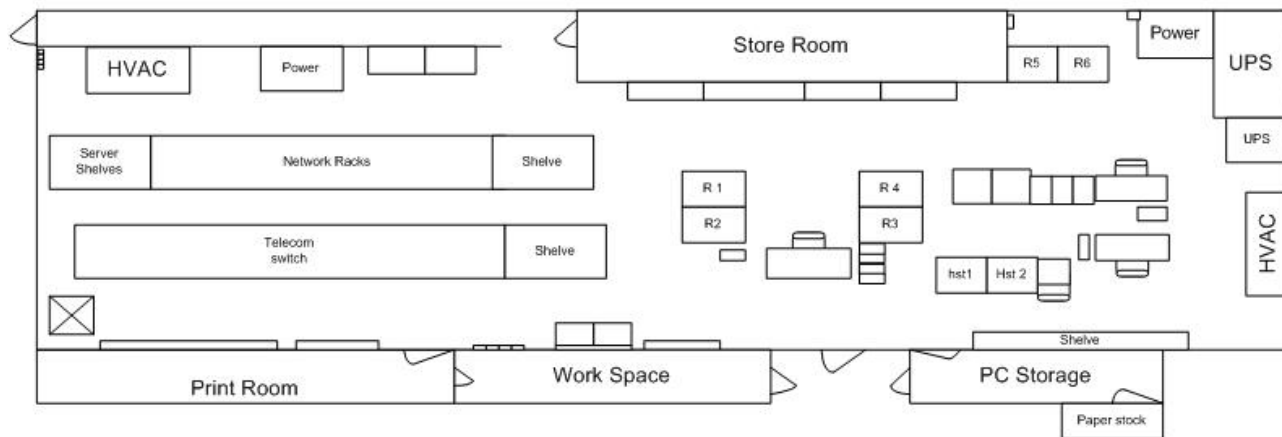 Store Room
Power
HVAC
Power
R5
R6
UPS
UPS
Server
Shelves
Network Racks
Shelve
R 1
R 4
R2
R3
HVAC
Telecom
switch
Shelve
hst1
Hst 2
Shelve
Print Room
Work Space
PC Storage
Paper stock